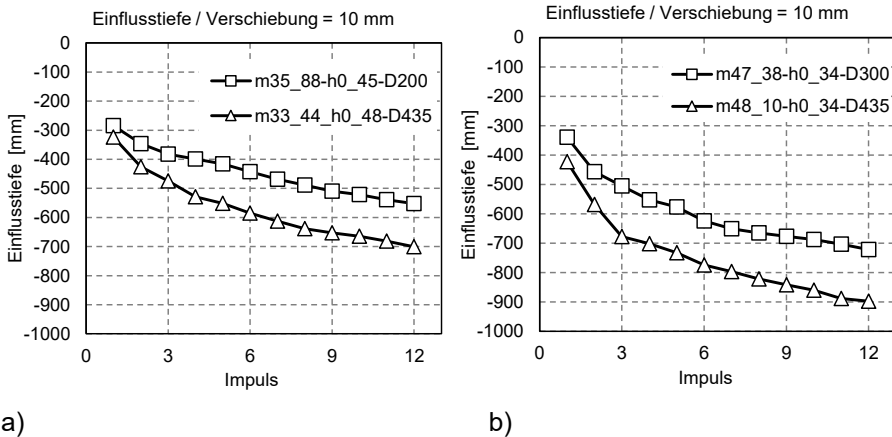 Einflusstiefe / Verschiebung = 10 mm
0
-100
-200
-300
-400
-500
-600
-700
-800
-900
-1000
Einflusstiefe [mm]
m35_88-h0_45-D200
m33_44_h0_48-D435
0 3 6 9 12
Impuls
a)
Einflusstiefe / Verschiebung = 10 mm
0
-100
-200
-300
-400
-500
-600
-700
-800
-900
-1000
Einflusstiefe [mm]
m47_38-h0_34-D300
m48_10-h0_34-D435
0 3 6 9 12
Impuls
b)